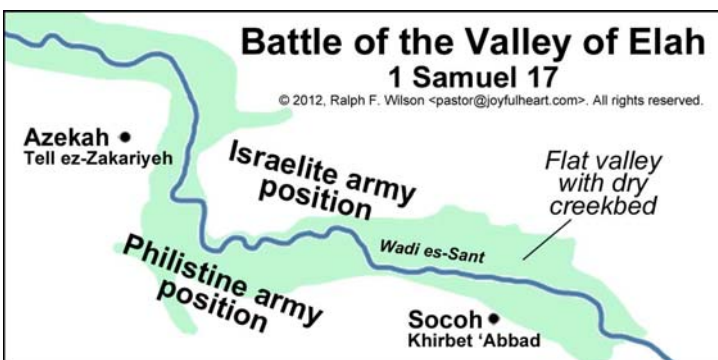 Battle of the Valley of Elah
1 Samuel 17
© 2012, Ralph F. Wilson <pastor@joyfulheart.com>. All rights reserved.
Azekah
Tell ez-Zakariyeh
Israelite army
position
Flat valley
with dry
creekbed
Wadi es-Sant
Philistine army
position
Socoh
Khirbet ‘Abbad